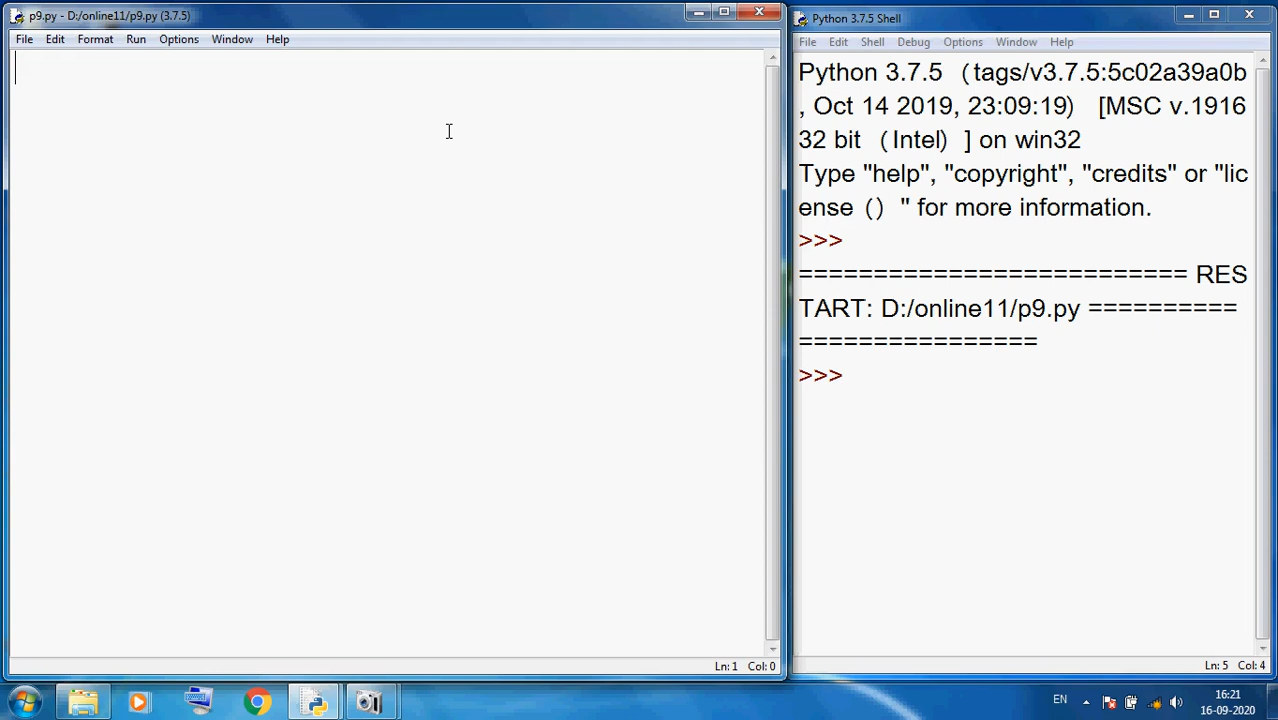 p9.py - D:/online11/p9.py (3.7.5)
File Edit Format Run Options Window Help
Ln: 1 Col: 0
Python 3.7.5 Shell
File Edit Shell Debug Options Window Help
Python 3.7.5 (tags/v3.7.5:5c02a39a0b
, Oct 14 2019, 23:09:19) [MSC v.1916
32 bit (Intel)] on win32
Type "help", "copyright", "credits" or "lic
ense()" for more information.
>>>
========================== RES
TART: D:/online11/p9.py ==========
================
>>>
Ln: 5 Col: 4
EN
16:21
16-09-2020